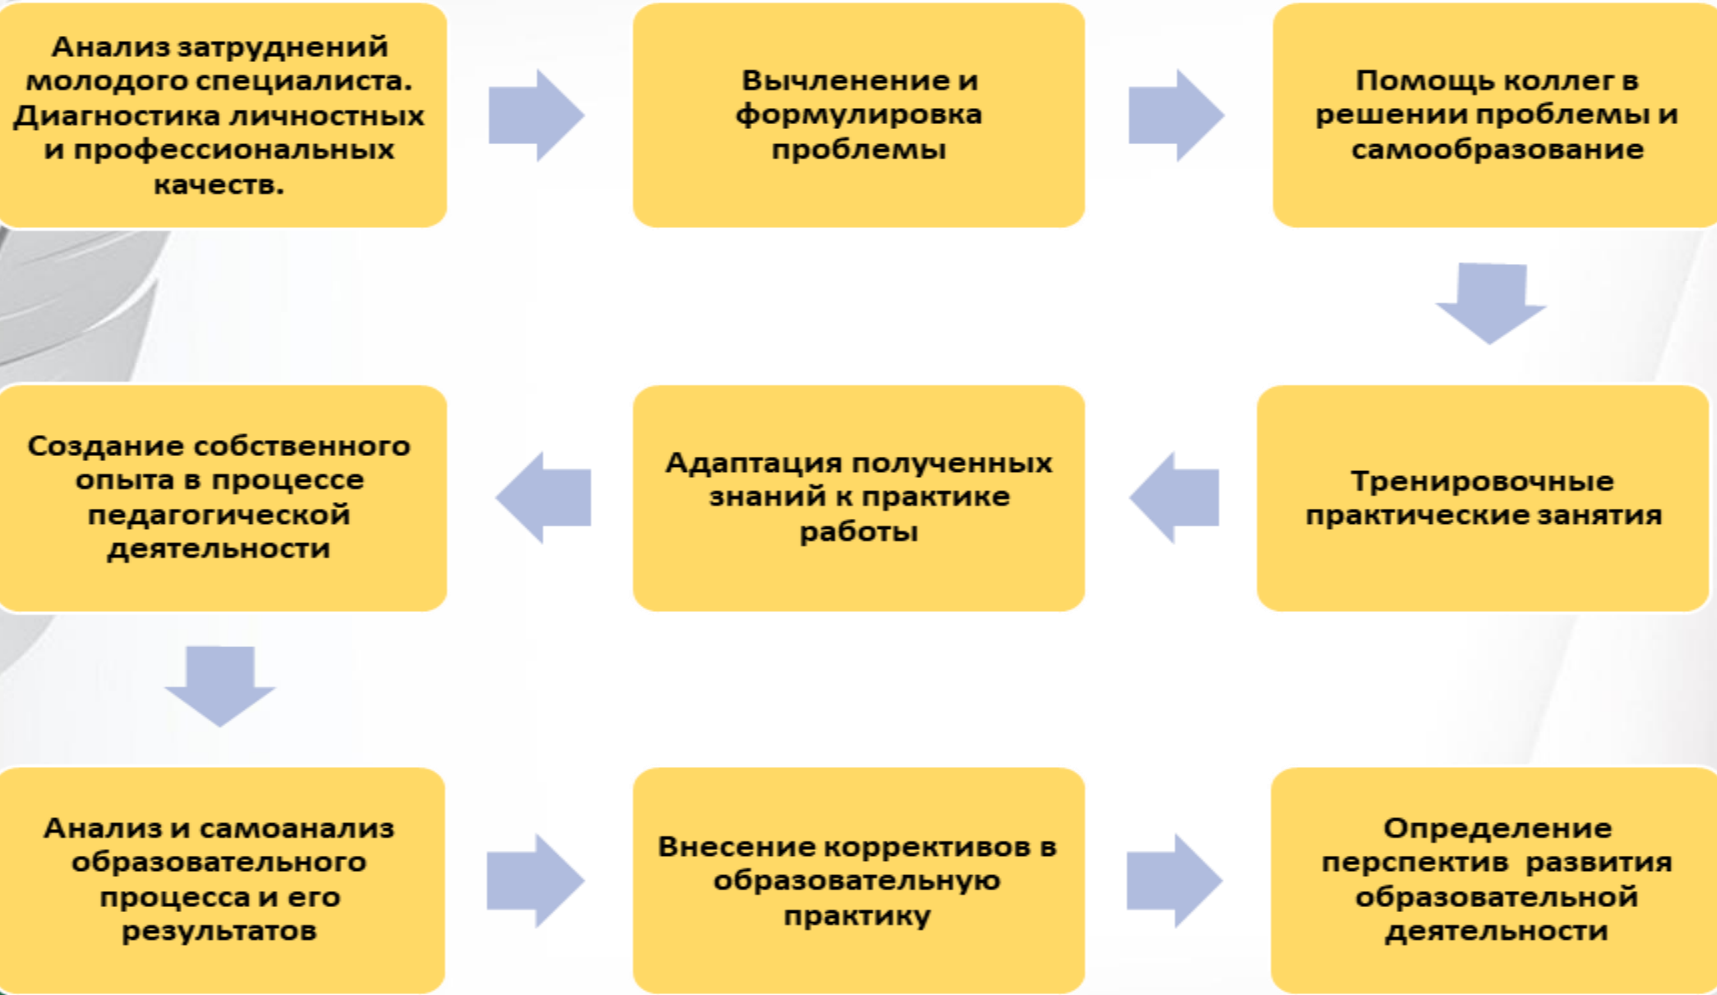 Анализ затруднений
молодого специалиста.
Диагностика личностных
и профессиональных
качеств.
Вычленение и
формулировка
проблемы
Помощь коллег в
решении проблемы и
самообразование
Тренировочные
практические занятия
Адаптация полученных
знаний к практике
работы
Создание собственного
опыта в процессе
педагогической
деятельности
Анализ и самоанализ
образовательного
процесса и его
результатов
Внесение коррективов в
образовательную
практику
Определение
перспектив развития
образовательной
деятельности